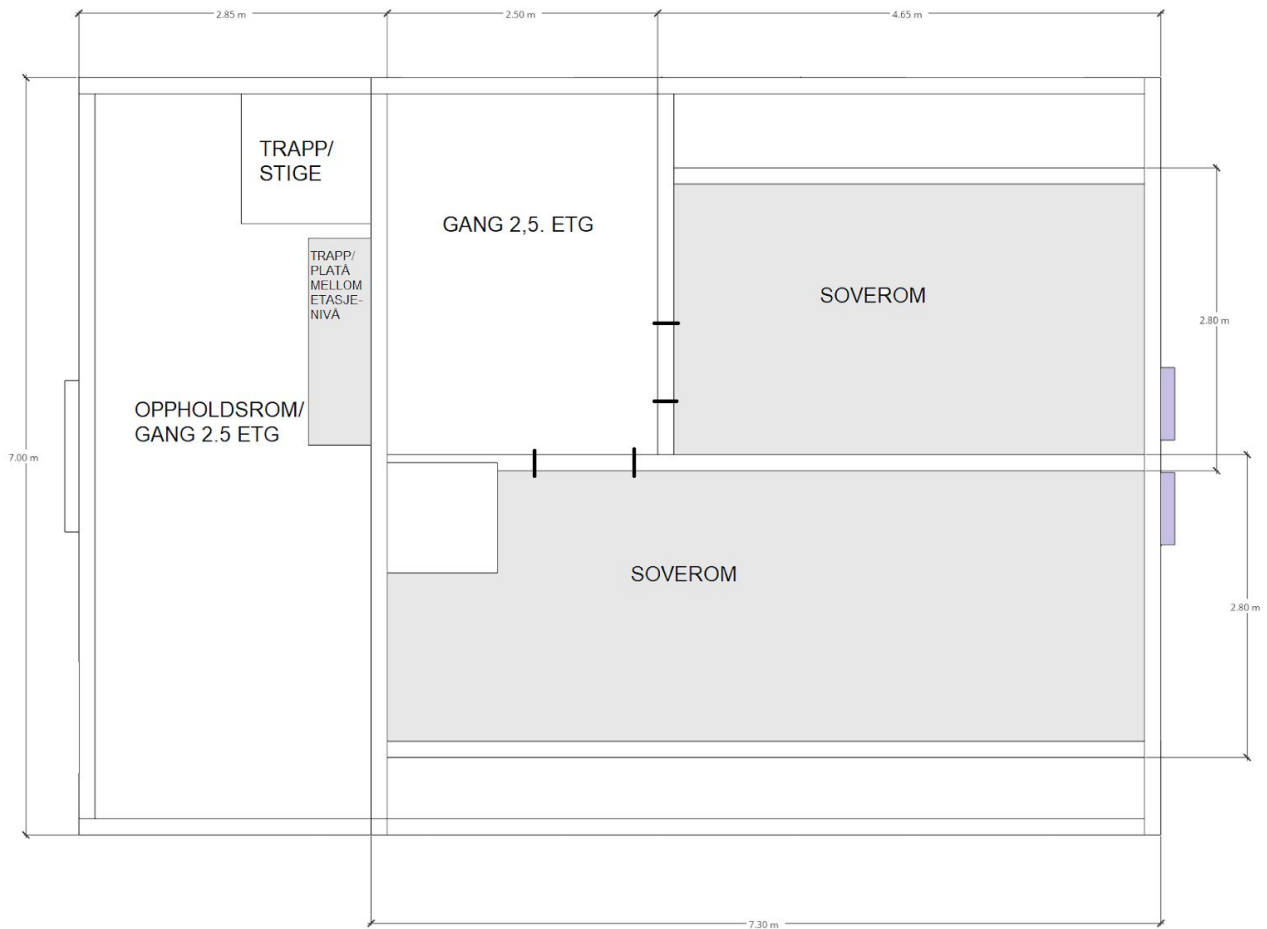 2.85 m
2.50 m
4.65 m
TRAPP/
STIGE
GANG 2,5. ETG
TRAPP/
PLATÅ
MELLOM
ETASJE-
NIVÅ
SOVEROM
2.80 m
OPPHOLDSROM/
GANG 2.5 ETG
7.00 m
SOVEROM
2.80 m
7.30 m